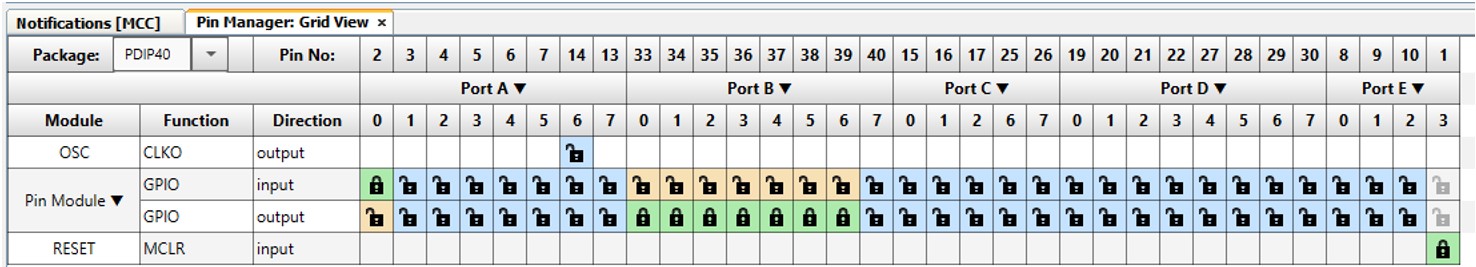 Notifications [MCC] Pin Manager: Grid View ×
Package: PDIP40 ▼ Pin No: 2 3 4 5 6 7 14 13 33 34 35 36 37 38 39 40 15 16 17 25 26 19 20 21 22 27 28 29 30 8 9 10 1
Port A ▼ Port B ▼ Port C ▼ Port D ▼ Port E ▼
Module Function Direction 0 1 2 3 4 5 6 7 0 1 2 3 4 5 6 7 0 1 2 6 7 0 1 2 3 4 5 6 7 0 1 2 3
OSC CLKO output
GPIO input
Pin Module ▼
GPIO output
RESET MCLR input